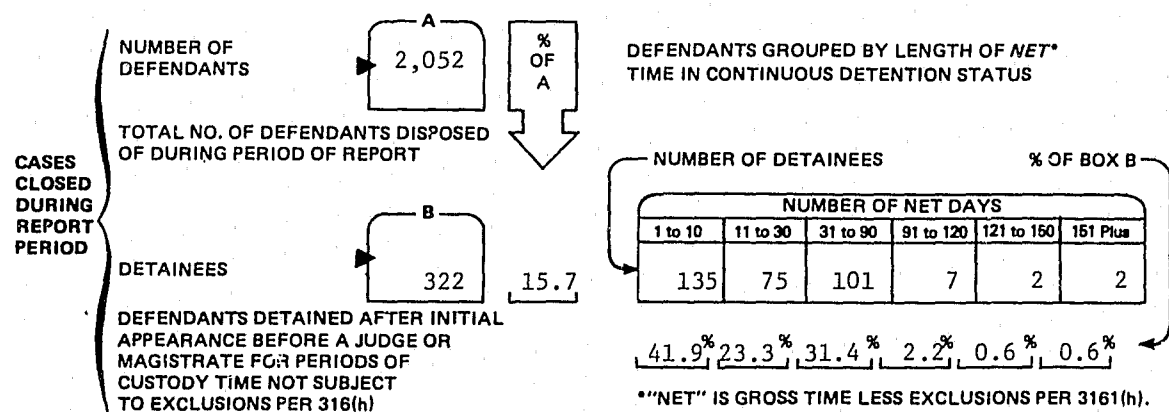 A
NUMBER OF
DEFENDANTS
2,052
%
OF
A
TOTAL NO. OF DEFENDANTS DISPOSED
OF DURING PERIOD OF REPORT
CASES
CLOSED
DURING
REPORT
PERIOD
B
DETAINEES
322
15.7
DEFENDANTS DETAINED AFTER INITIAL
APPEARANCE BEFORE A JUDGE OR
MAGISTRATE FOR PERIODS OF
CUSTODY TIME NOT SUBJECT
TO EXCLUSIONS PER 316(h)
DEFENDANTS GROUPED BY LENGTH OF NET*
TIME IN CONTINUOUS DETENTION STATUS
NUMBER OF DETAINEES % OF BOX B
NUMBER OF NET DAYS
1 to 10 11 to 30 31 to 90 91 to 120 121 to 150 151 Plus
135 75 101 7 2 2
41.9% 23.3% 31.4% 2.2% 0.6% 0.6%
*"NET" IS GROSS TIME LESS EXCLUSIONS PER 3161(h).